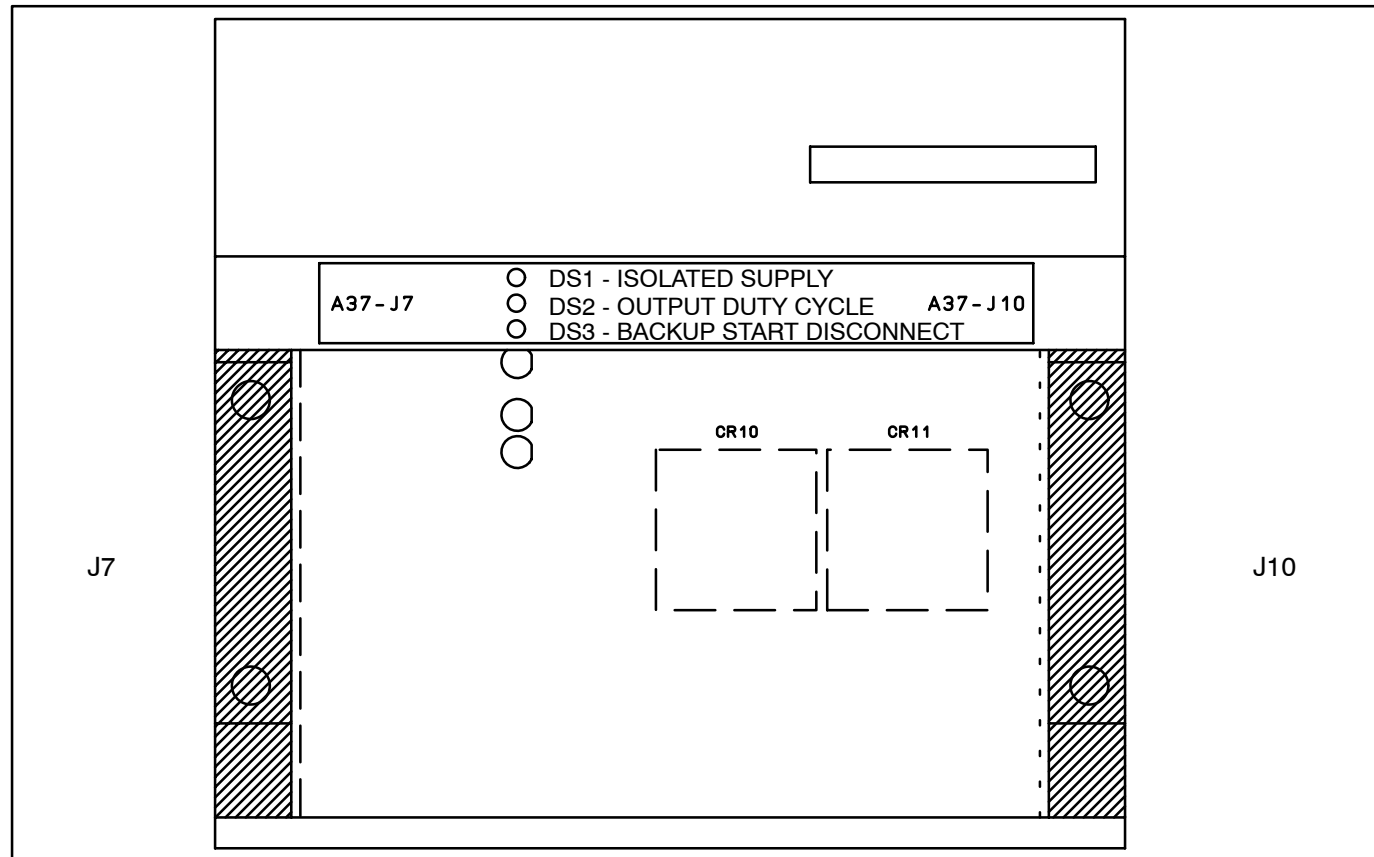 DS1 - ISOLATED SUPPLY
A37-J7 DS2 - OUTPUT DUTY CYCLE A37-J10
DS3 - BACKUP START DISCONNECT
CR10 CR11
J7 J10